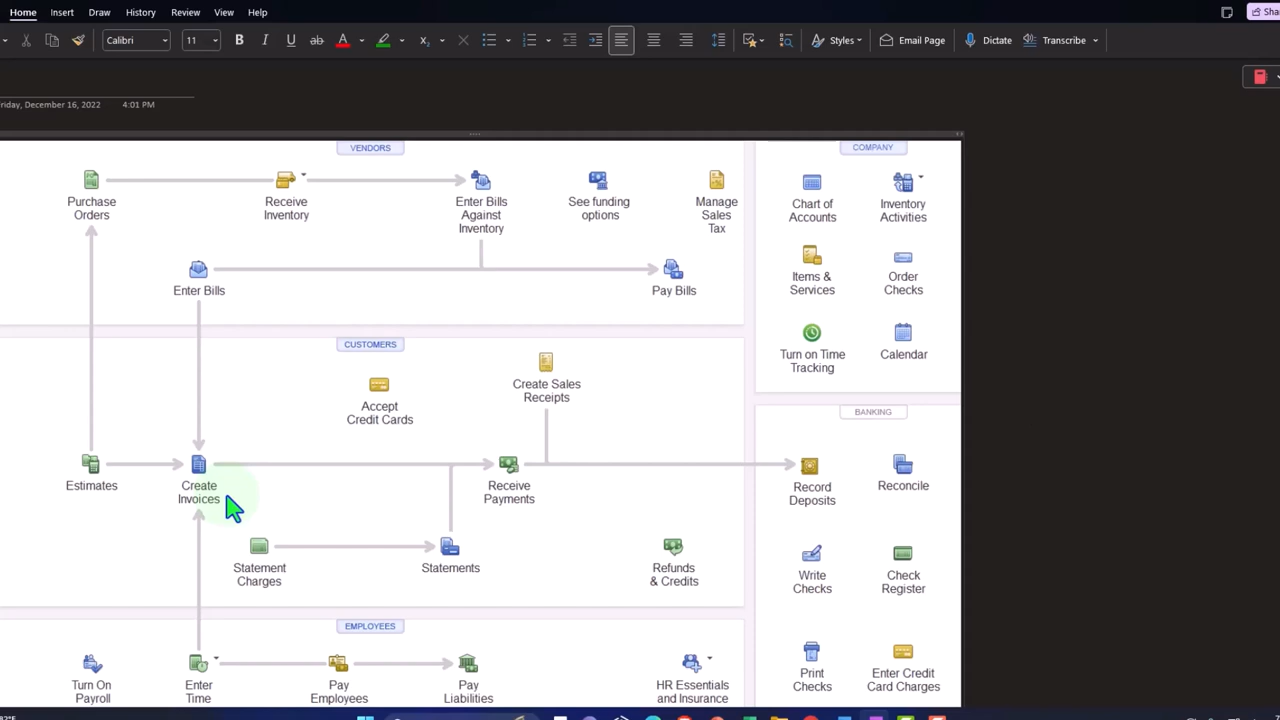 Home Insert Draw History Review View Help
Calibri 11 B I U ab A Styles Email Page Dictate Transcribe
riday, December 16, 2022 4:01 PM
VENDORS
Purchase
Orders
Receive
Inventory
Enter Bills
Against
Inventory
See funding
options
Manage
Sales
Tax
Enter Bills
Pay Bills
CUSTOMERS
Accept
Credit Cards
Create Sales
Receipts
Estimates
Create
Invoices
Receive
Payments
Statement
Charges
Statements
Refunds
& Credits
EMPLOYEES
Turn On
Payroll
Enter
Time
Pay
Employees
Pay
Liabilities
HR Essentials
and Insurance
COMPANY
Chart of
Accounts
Inventory
Activities
Items &
Services
Order
Checks
Turn on Time
Tracking
Calendar
BANKING
Record
Deposits
Reconcile
Write
Checks
Check
Register
Print
Checks
Enter Credit
Card Charges